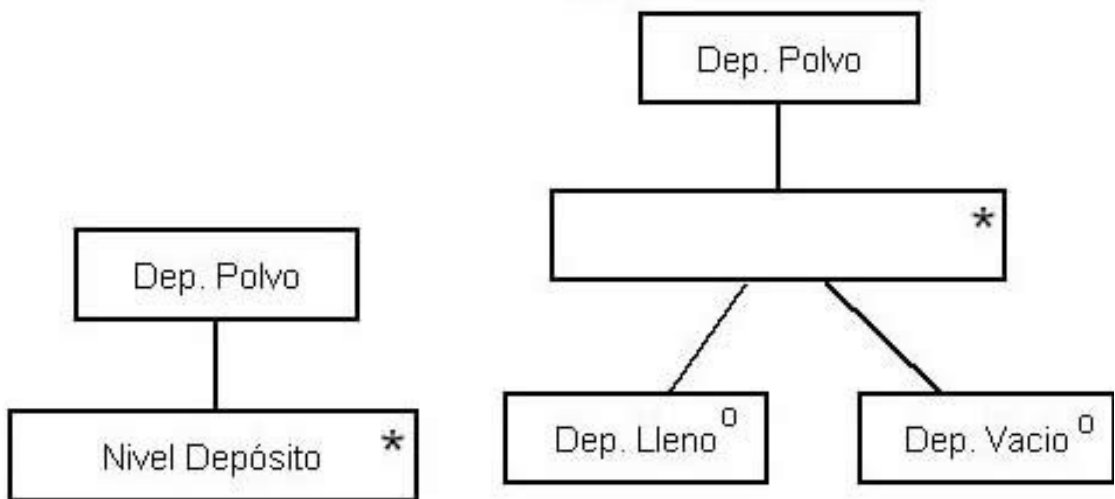 Dep. Polvo
Nivel Depósito *
Dep. Polvo
*
Dep. Lleno o
Dep. Vacio o